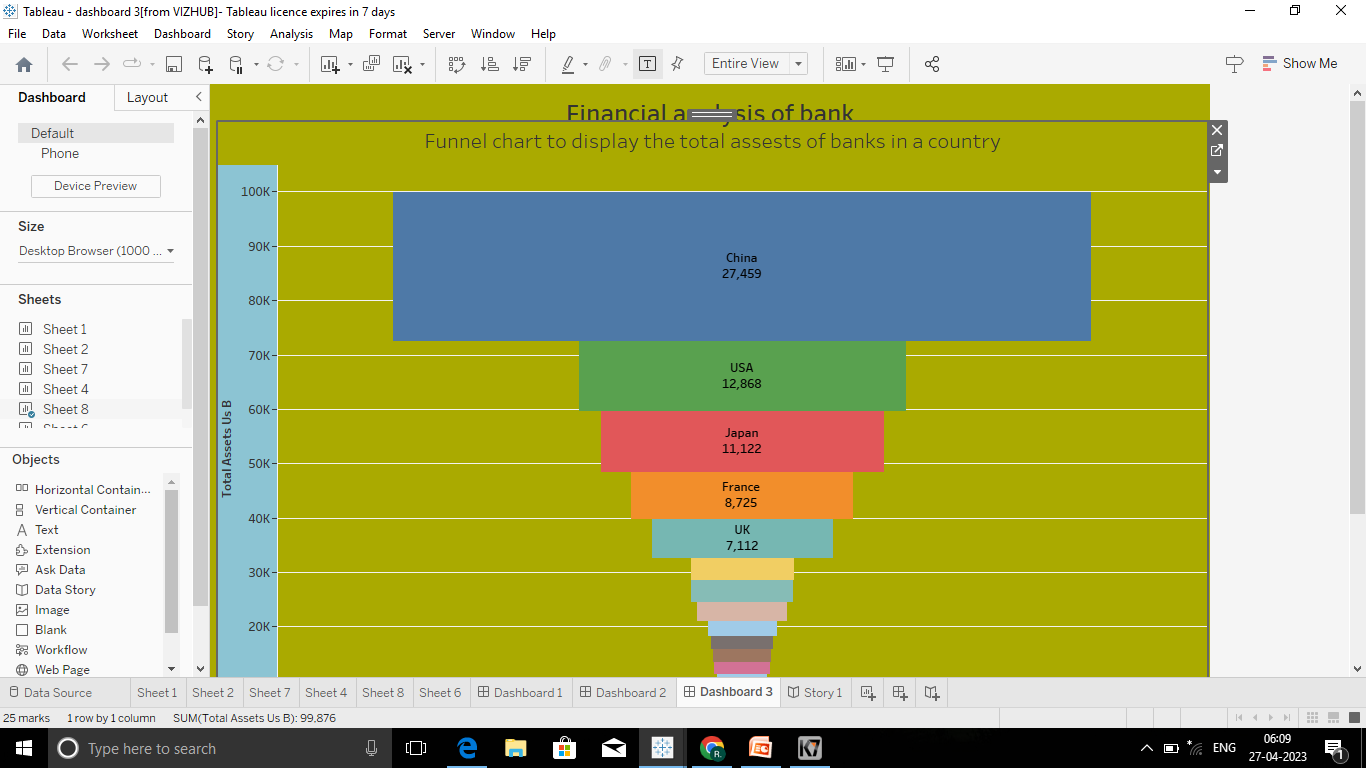 Tableau - dashboard 3[from VIZHUB]- Tableau licence expires in 7 days
File Data Worksheet Dashboard Story Analysis Map Format Server Window Help
Entire View
Show Me
Dashboard Layout
Default
Phone
Device Preview
Size
Desktop Browser (1000 ...
Sheets
Sheet 1
Sheet 2
Sheet 7
Sheet 4
Sheet 8
Objects
Horizontal Contain...
Vertical Container
Text
Extension
Ask Data
Data Story
Image
Blank
Workflow
Web Page
Financial analysis of bank
Funnel chart to display the total assests of banks in a country
Total Assets Us B
100K
90K
80K
70K
60K
50K
40K
30K
20K
China
27,459
USA
12,868
Japan
11,122
France
8,725
UK
7,112
Data Source Sheet 1 Sheet 2 Sheet 7 Sheet 4 Sheet 8 Sheet 6 Dashboard 1 Dashboard 2 Dashboard 3 Story 1
25 marks 1 row by 1 column SUM(Total Assets Us B): 99,876
Type here to search
ENG
06:09
27-04-2023
1